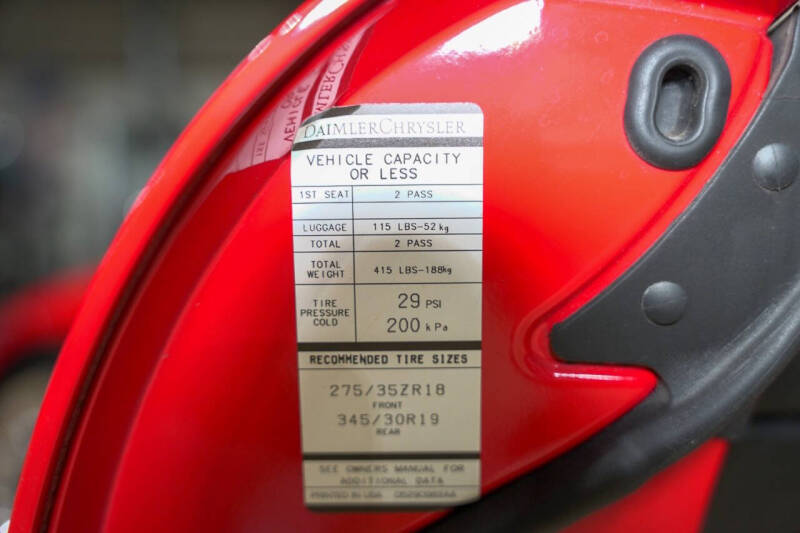 DAIMLERCHRYSLER
VEHICLE CAPACITY
OR LESS
1ST SEAT 2 PASS
LUGGAGE 115 LBS-52kg
TOTAL 2 PASS
TOTAL
WEIGHT 415 LBS-188kg
TIRE
PRESSURE
COLD 29 PSI
200 kPa
RECOMMENDED TIRE SIZES
275/35ZR18
FRONT
345/30R19
REAR
SEE OWNERS MANUAL FOR
ADDITIONAL DATA
PRINTED IN USA